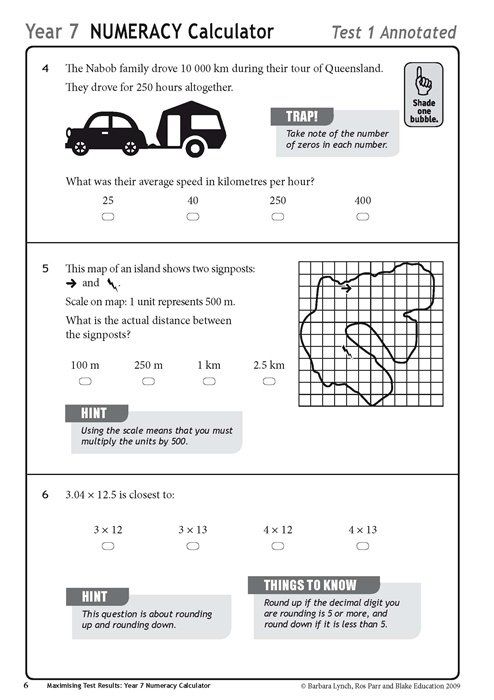 Year 7 NUMERACY Calculator
Test 1 Annotated
4 The Nabob family drove 10 000 km during their tour of Queensland.
They drove for 250 hours altogether.
Shade
one
bubble.
TRAP!
Take note of the number
of zeros in each number.
What was their average speed in kilometres per hour?
25 40 250 400
5 This map of an island shows two signposts:
and .
Scale on map: 1 unit represents 500 m.
What is the actual distance between
the signposts?
100 m 250 m 1 km 2.5 km
HINT
Using the scale means that you must
multiply the units by 500.
6 3.04 × 12.5 is closest to:
3 × 12 3 × 13 4 × 12 4 × 13
HINT
This question is about rounding
up and rounding down.
THINGS TO KNOW
Round up if the decimal digit you
are rounding is 5 or more, and
round down if it is less than 5.
6 Maximising Test Results: Year 7 Numeracy Calculator
© Barbara Lynch, Ros Parr and Blake Education 2009